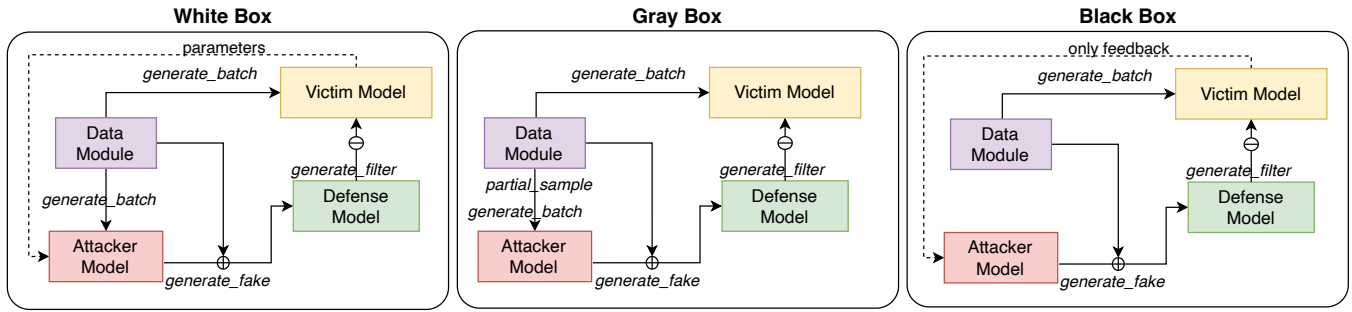 White Box
parameters
generate_batch
Victim Model
Data
Module
generate_filter
generate_batch
Defense
Model
Attacker
Model
generate_fake
Gray Box
generate_batch
Victim Model
Data
Module
partial_sample
generate_filter
generate_batch
Defense
Model
Attacker
Model
generate_fake
Black Box
only feedback
generate_batch
Victim Model
Data
Module
generate_filter
Defense
Model
Attacker
Model
generate_fake